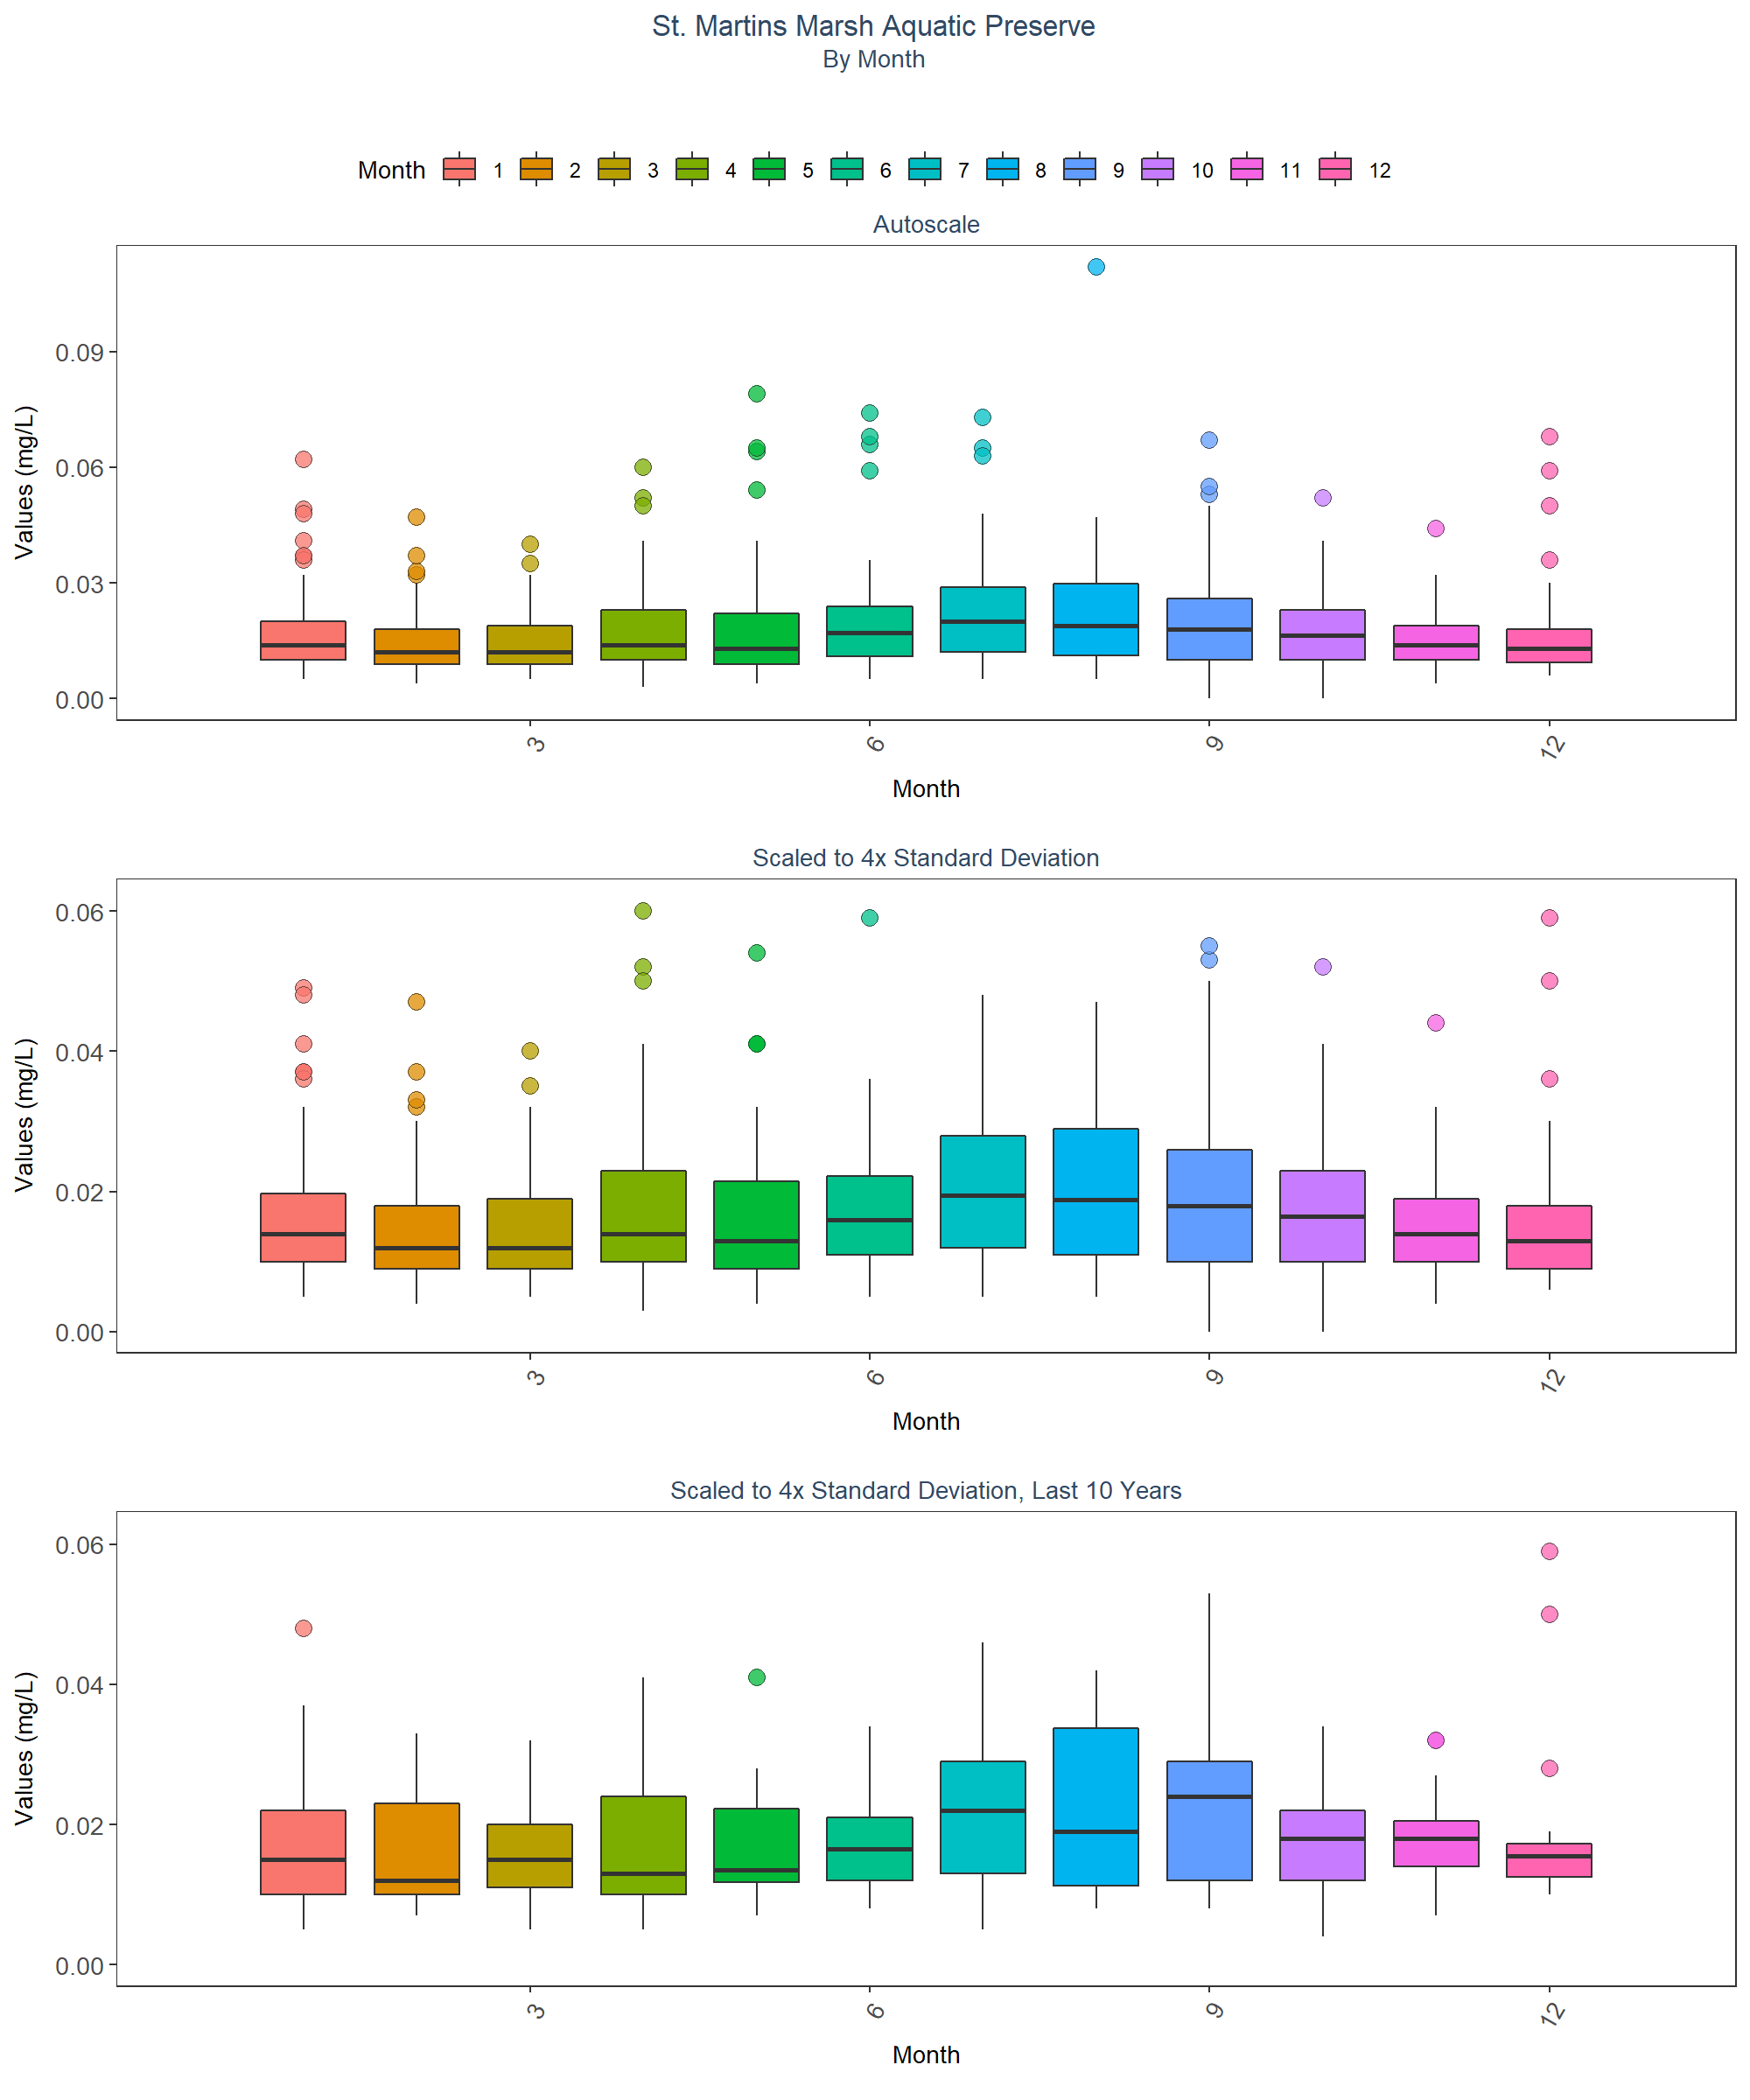 St. Martins Marsh Aquatic Preserve
By Month
Month 1 2 3 4 5 6 7 8 9 10 11 12
Autoscale
Values (mg/L)
0.09
0.06
0.03
0.00
3 6 9 12
Month
Scaled to 4x Standard Deviation
Values (mg/L)
0.06
0.04
0.02
0.00
3 6 9 12
Month
Scaled to 4x Standard Deviation, Last 10 Years
Values (mg/L)
0.06
0.04
0.02
0.00
3 6 9 12
Month